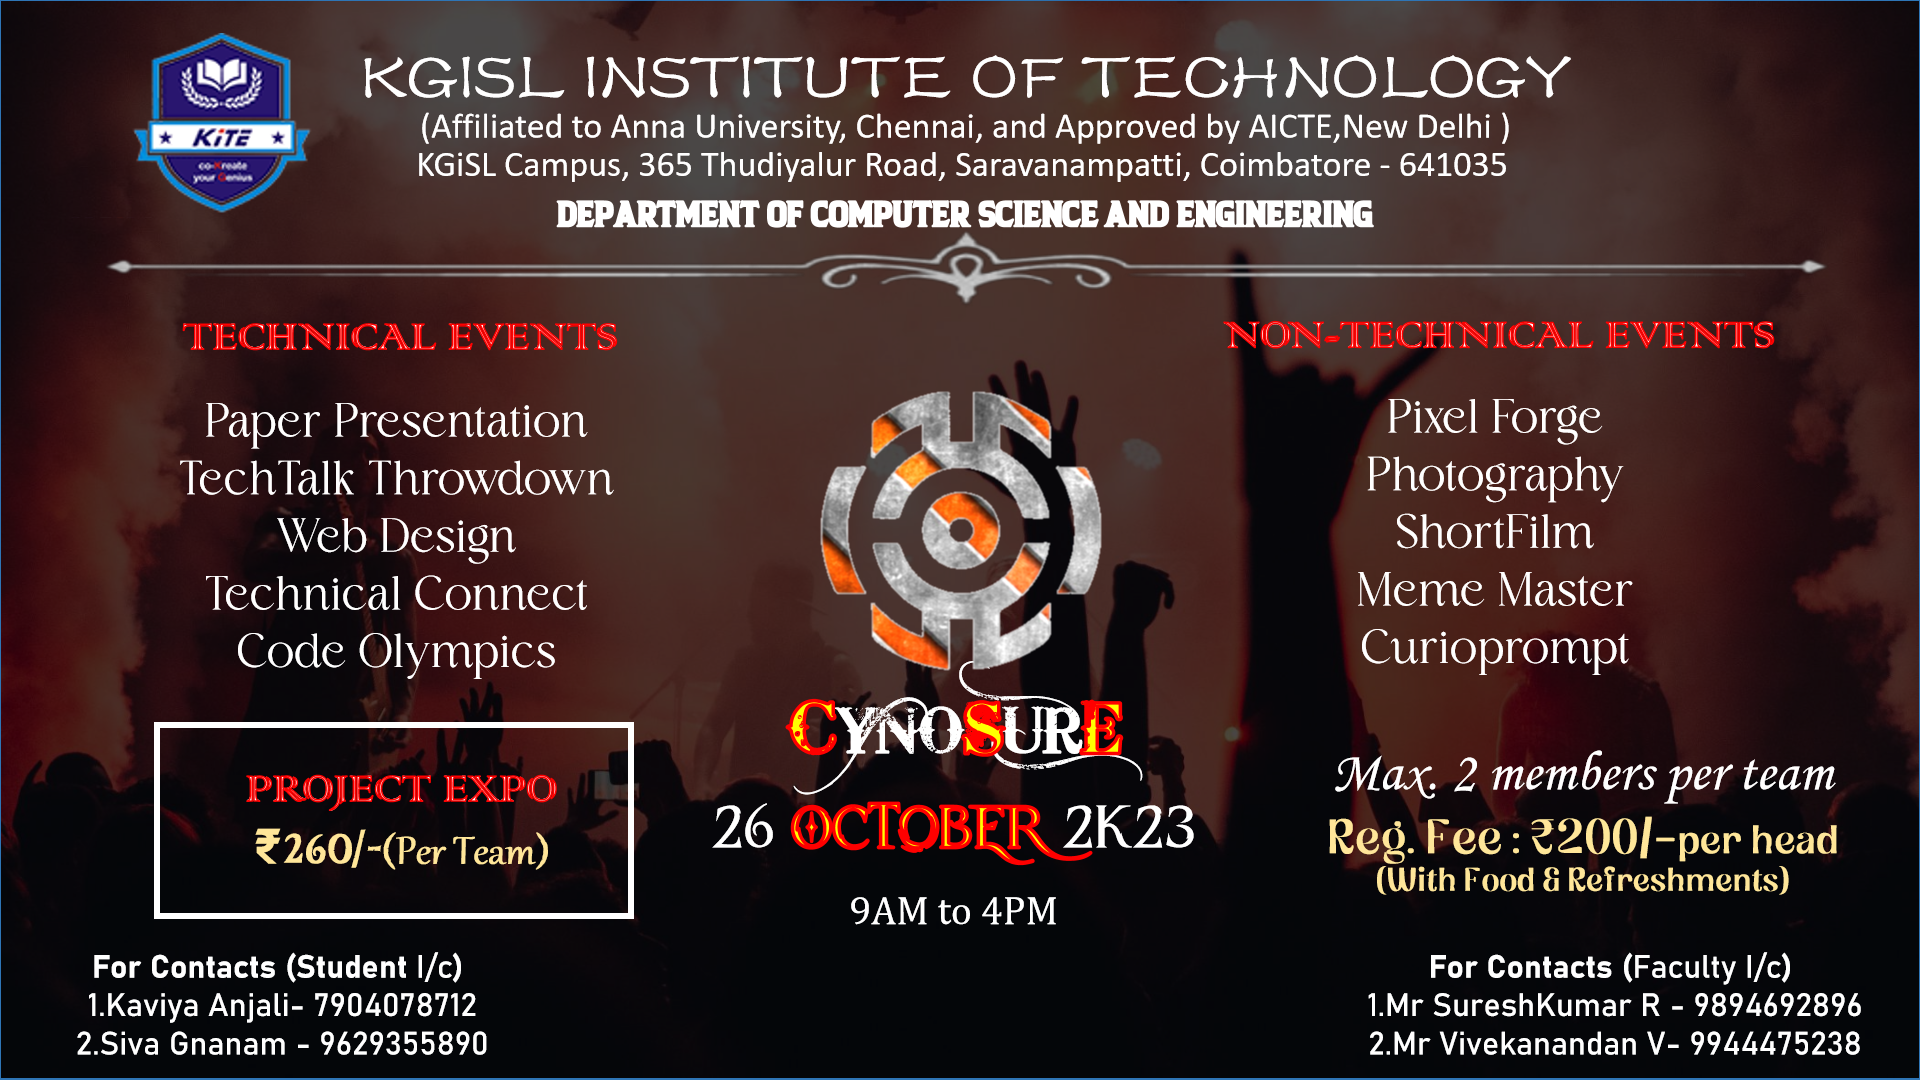 KiTE
co-Kreate
your Genius
KGISL INSTITUTE OF TECHNOLOGY
(Affiliated to Anna University, Chennai, and Approved by AICTE,New Delhi )
KGiSL Campus, 365 Thudiyalur Road, Saravanampatti, Coimbatore - 641035
DEPARTMENT OF COMPUTER SCIENCE AND ENGINEERING
TECHNICAL EVENTS
Paper Presentation
TechTalk Throwdown
Web Design
Technical Connect
Code Olympics
PROJECT EXPO
₹260/-(Per Team)
CYNOSURE
26 OCTOBER 2K23
9AM to 4PM
NON-TECHNICAL EVENTS
Pixel Forge
Photography
ShortFilm
Meme Master
Curioprompt
Max. 2 members per team
Reg. Fee : ₹200/-per head
(With Food & Refreshments)
For Contacts (Student I/c)
1.Kaviya Anjali- 7904078712
2.Siva Gnanam - 9629355890
For Contacts (Faculty I/c)
1.Mr SureshKumar R - 9894692896
2.Mr Vivekanandan V- 9944475238